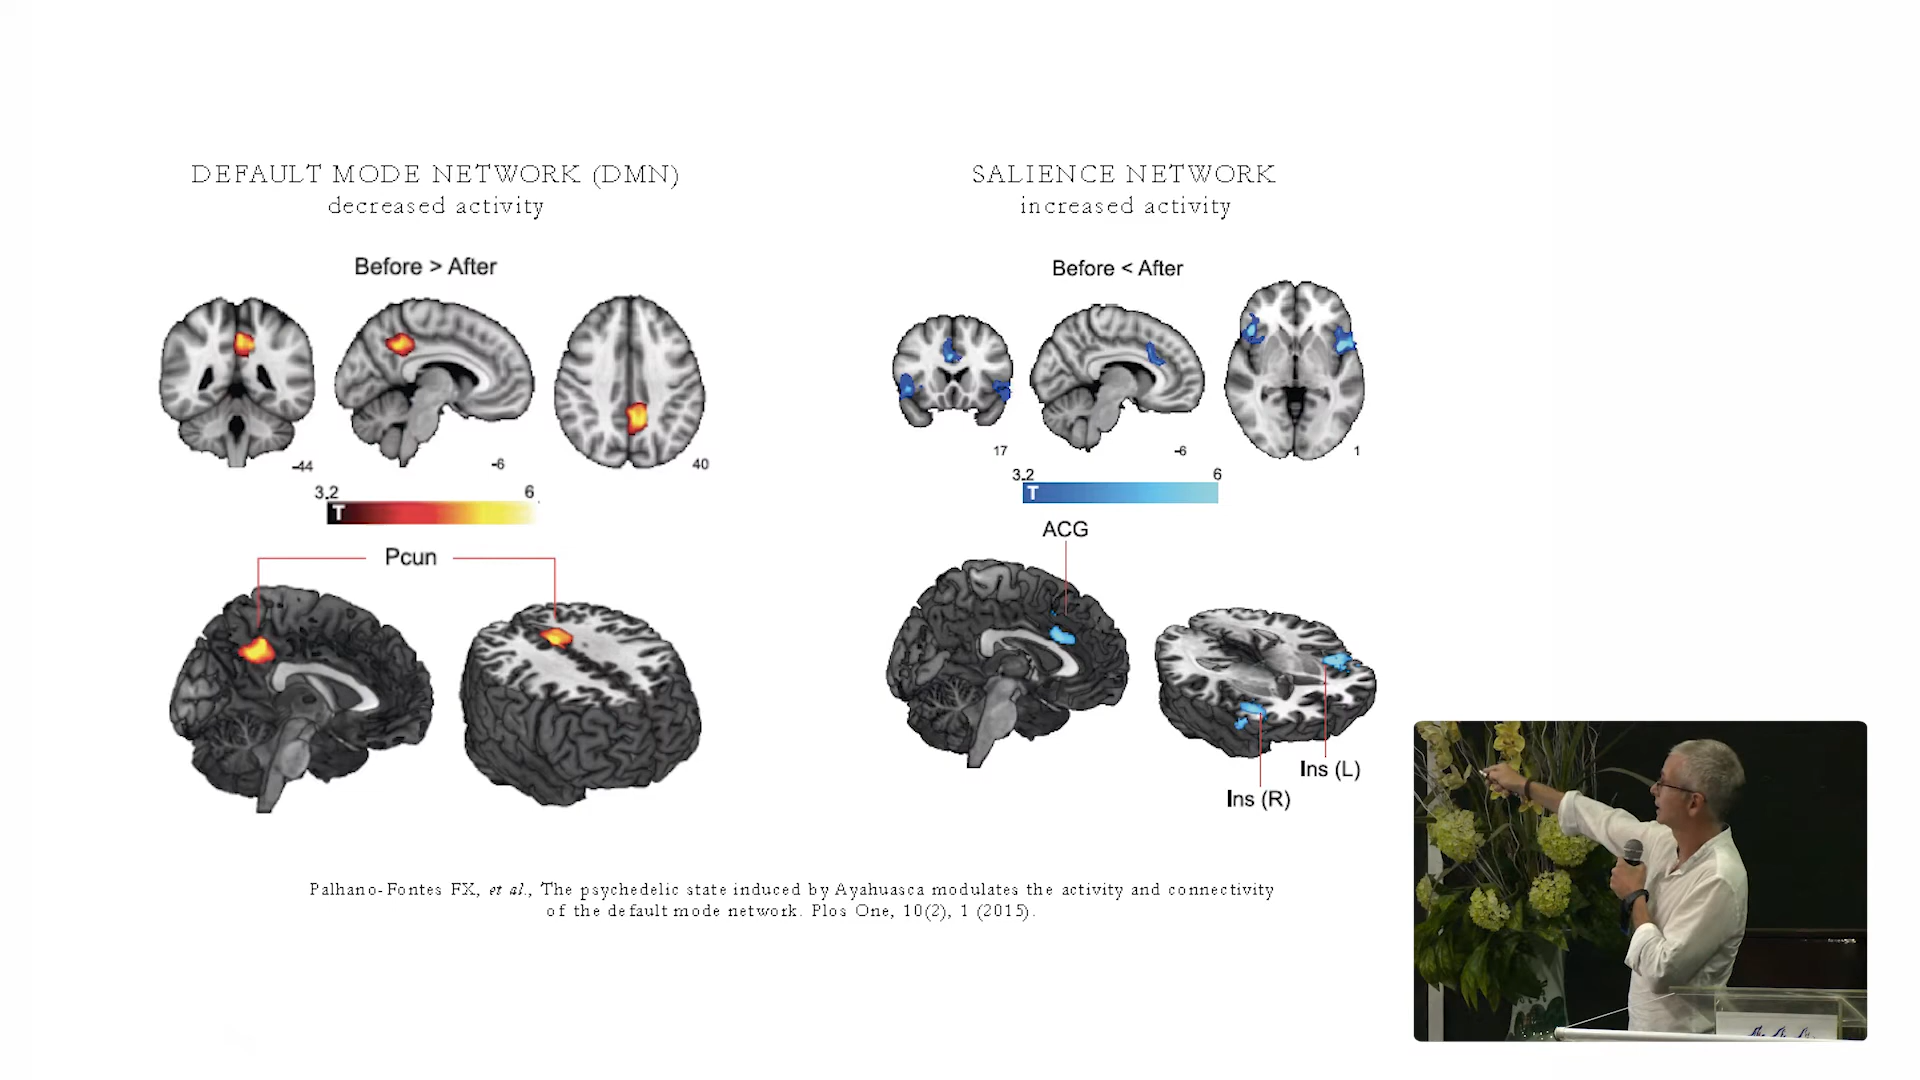 DEFAULT MODE NETWORK (DMN)
decreased activity
Before > After
-44
-6
40
3.2
6
T
Pcun
SALIENCE NETWORK
increased activity
Before < After
17
-6
1
3.2
6
T
ACG
Ins (L)
Ins (R)
Palhano-Fontes FX, et al., The psychedelic state induced by Ayahuasca modulates the activity and connectivity
of the default mode network. Plos One, 10(2), 1 (2015).